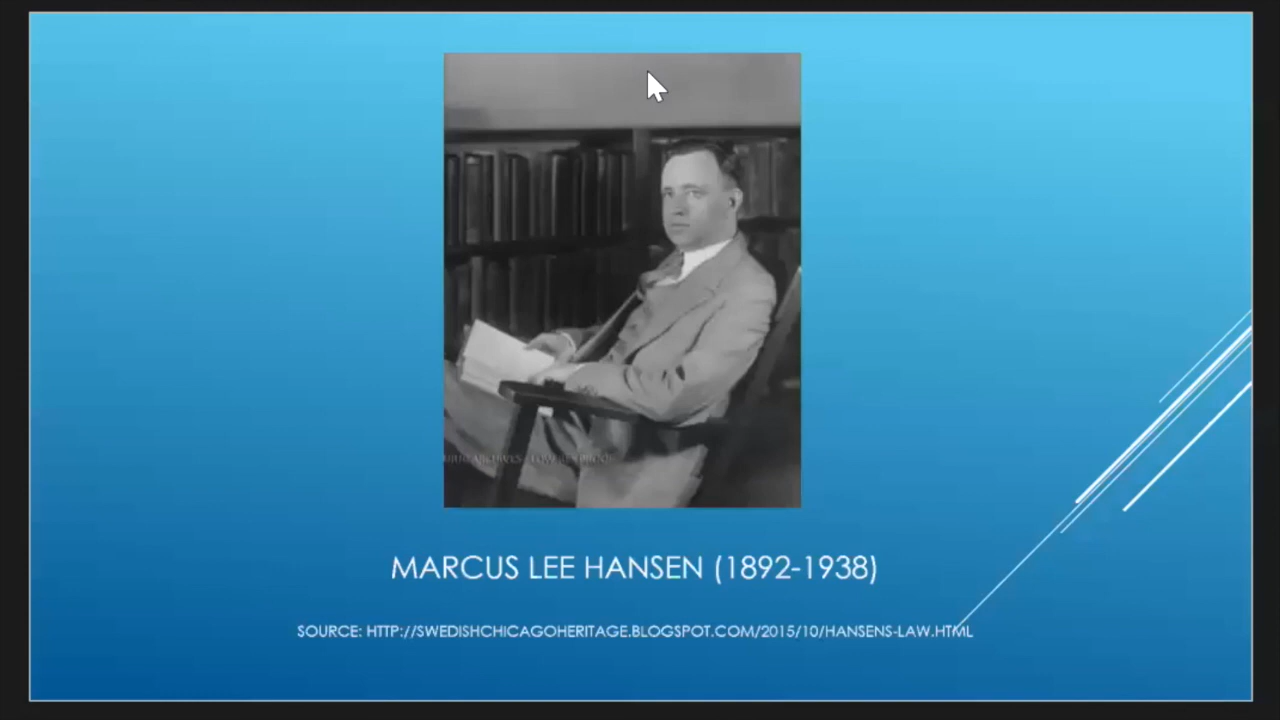 MARCUS LEE HANSEN (1892-1938)
SOURCE: HTTP://SWEDISHCHICAGOHERITAGE.BLOGSPOT.COM/2015/10/HANSENS-LAW.HTML